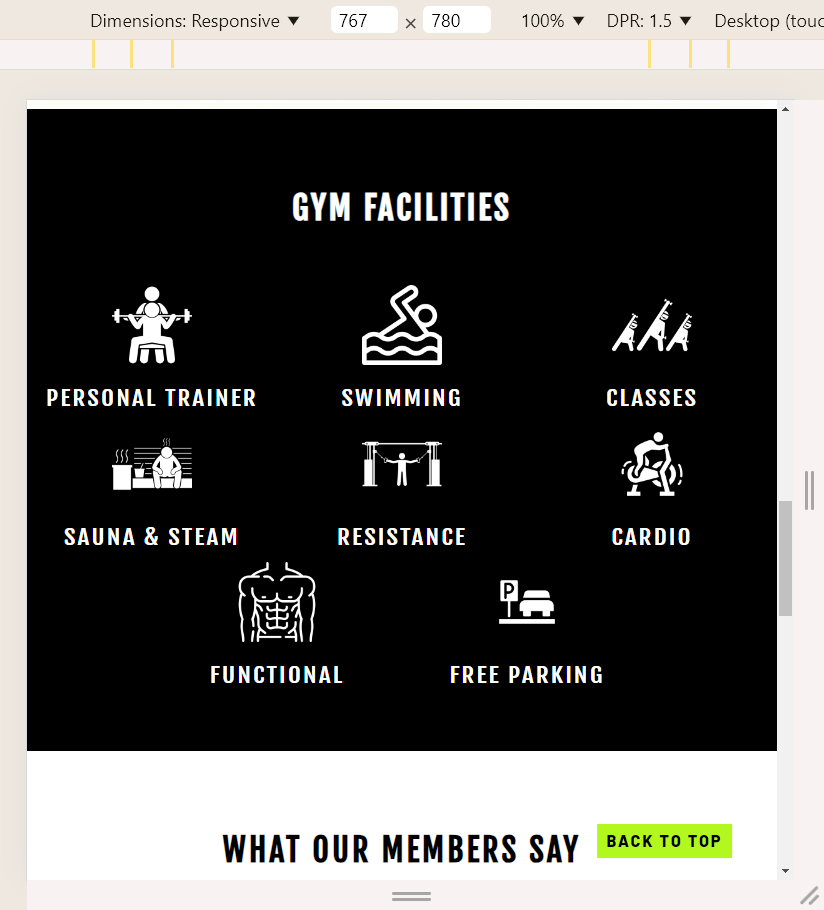 Dimensions: Responsive ▼ 767 × 780 100% ▼ DPR: 1.5 ▼ Desktop (touc
GYM FACILITIES
PERSONAL TRAINER SWIMMING CLASSES
SAUNA & STEAM RESISTANCE CARDIO
P
FUNCTIONAL FREE PARKING
WHAT OUR MEMBERS SAY
BACK TO TOP